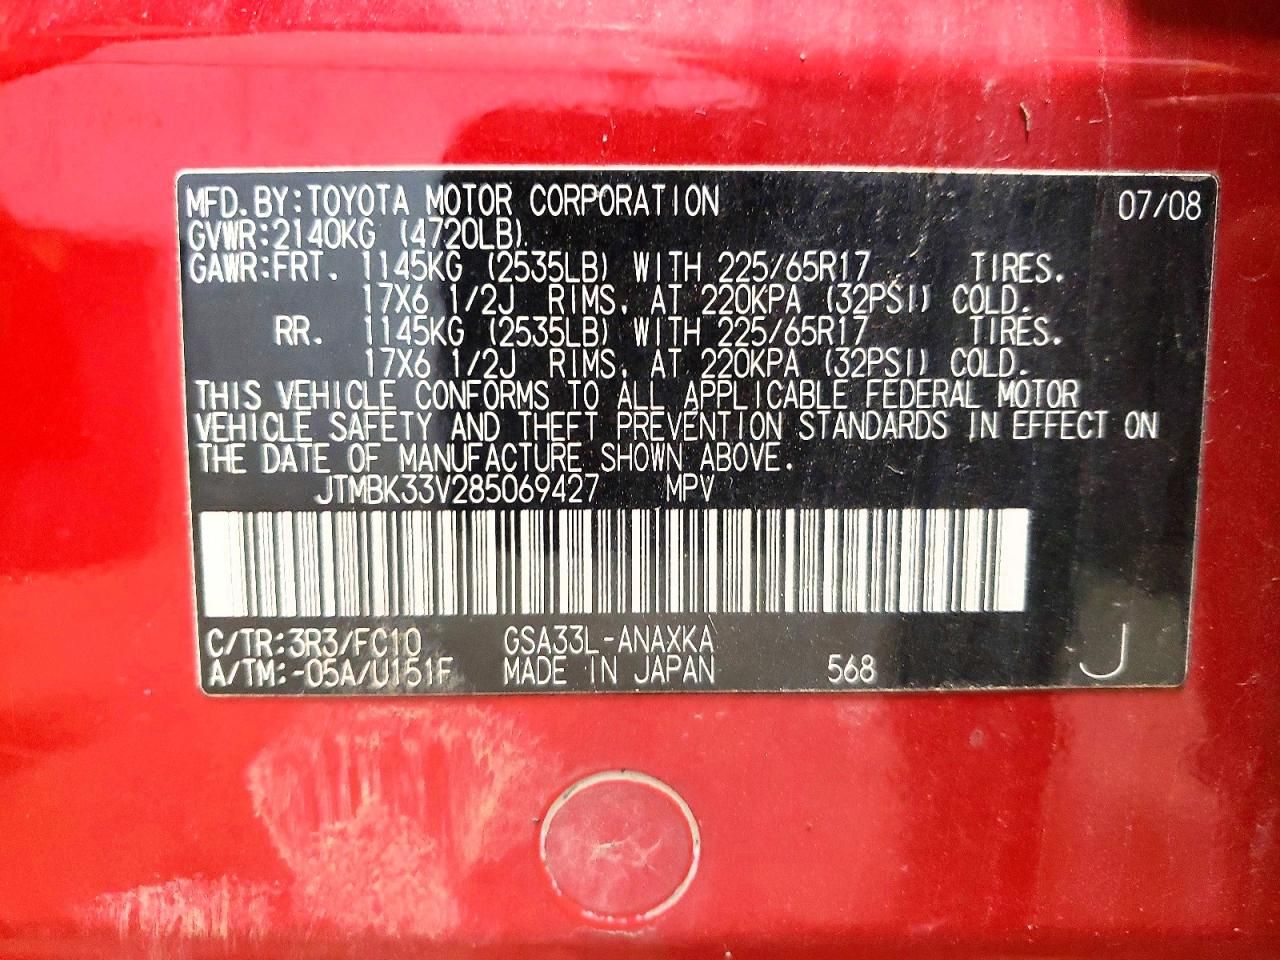 MFD.BY:TOYOTA MOTOR CORPORATION 07/08
GVWR:2140KG (4720LB)
GAWR:FRT. 1145KG (2535LB) WITH 225/65R17 TIRES.
17X6 1/2J RIMS, AT 220KPA (32PSI) COLD.
RR. 1145KG (2535LB) WITH 225/65R17 TIRES.
17X6 1/2J RIMS, AT 220KPA (32PSI) COLD.
THIS VEHICLE CONFORMS TO ALL APPLICABLE FEDERAL MOTOR
VEHICLE SAFETY AND THEFT PREVENTION STANDARDS IN EFFECT ON
THE DATE OF MANUFACTURE SHOWN ABOVE.
JTMBK33V285069427 MPV
C/TR:3R3/FC10 GSA33L-ANAXKA
A/TM:-05A/U151F MADE IN JAPAN 568 J